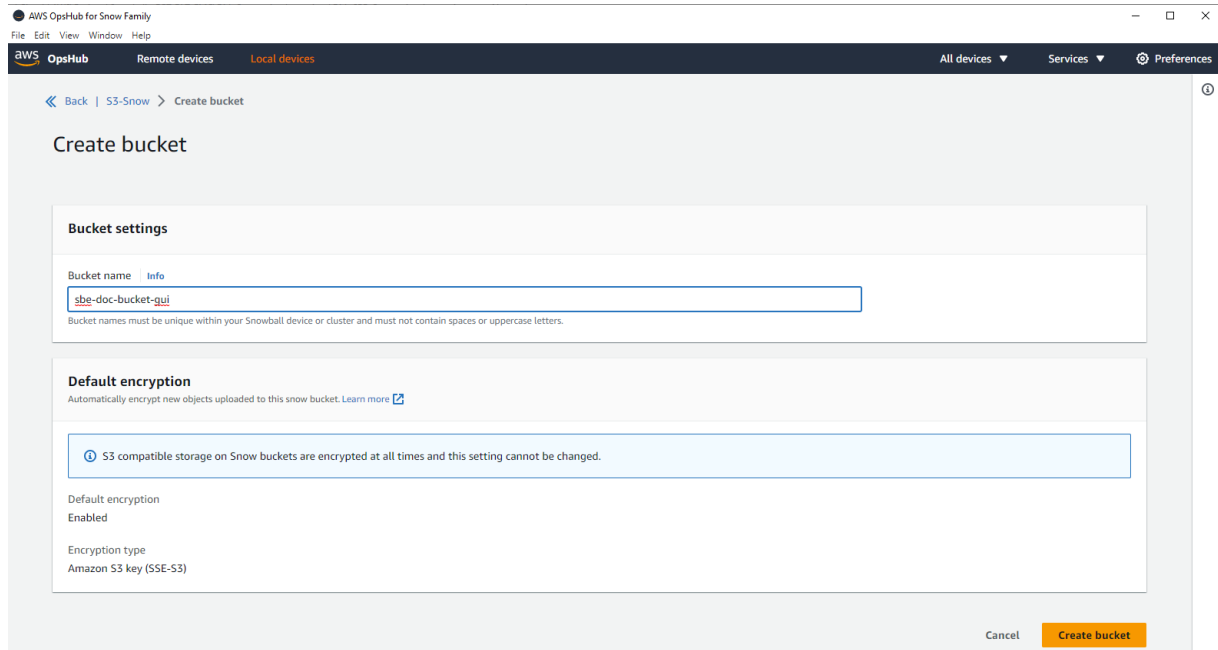 AWS OpsHub for Snow Family
File Edit View Window Help
aws OpsHub Remote devices Local devices All devices ▼ Services ▼ Preferences
Back | S3-Snow > Create bucket
Create bucket
Bucket settings
Bucket name Info
sbe-doc-bucket-gui
Bucket names must be unique within your Snowball device or cluster and must not contain spaces or uppercase letters.
Default encryption
Automatically encrypt new objects uploaded to this snow bucket. Learn more
S3 compatible storage on Snow buckets are encrypted at all times and this setting cannot be changed.
Default encryption
Enabled
Encryption type
Amazon S3 key (SSE-S3)
Cancel Create bucket